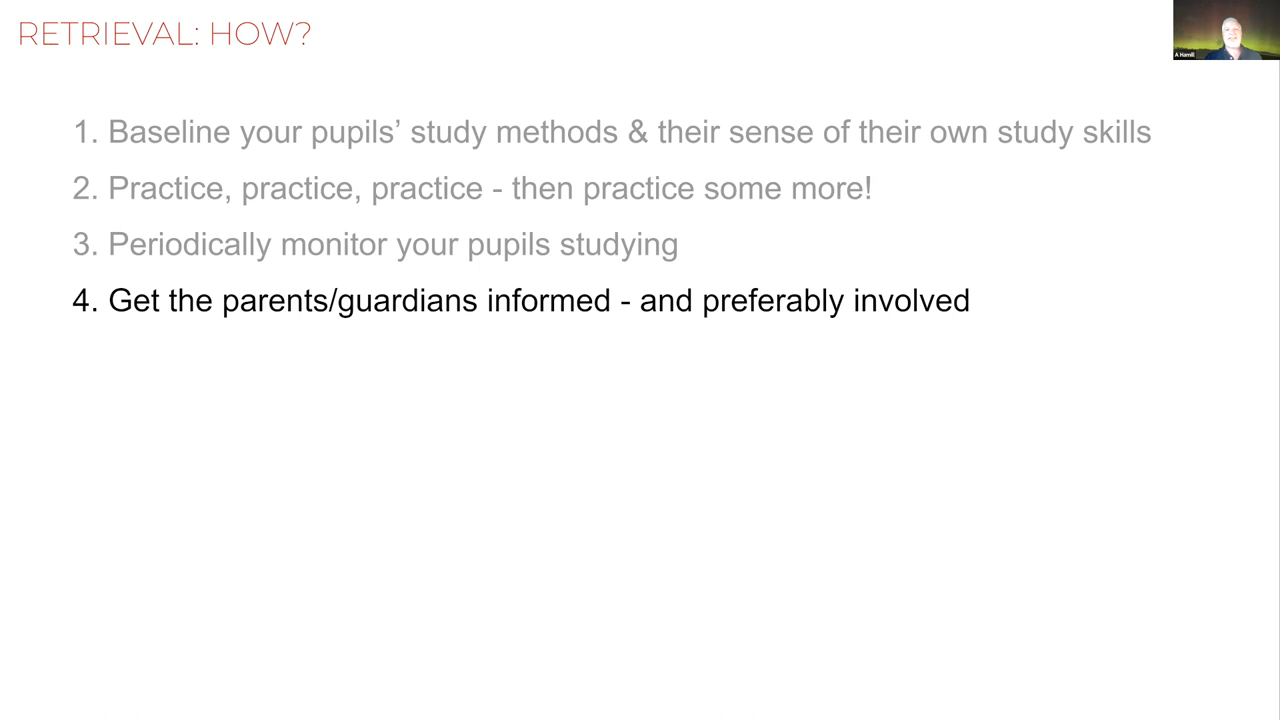 RETRIEVAL: HOW?
A Hamill
1. Baseline your pupils’ study methods & their sense of their own study skills
2. Practice, practice, practice - then practice some more!
3. Periodically monitor your pupils studying
4. Get the parents/guardians informed - and preferably involved